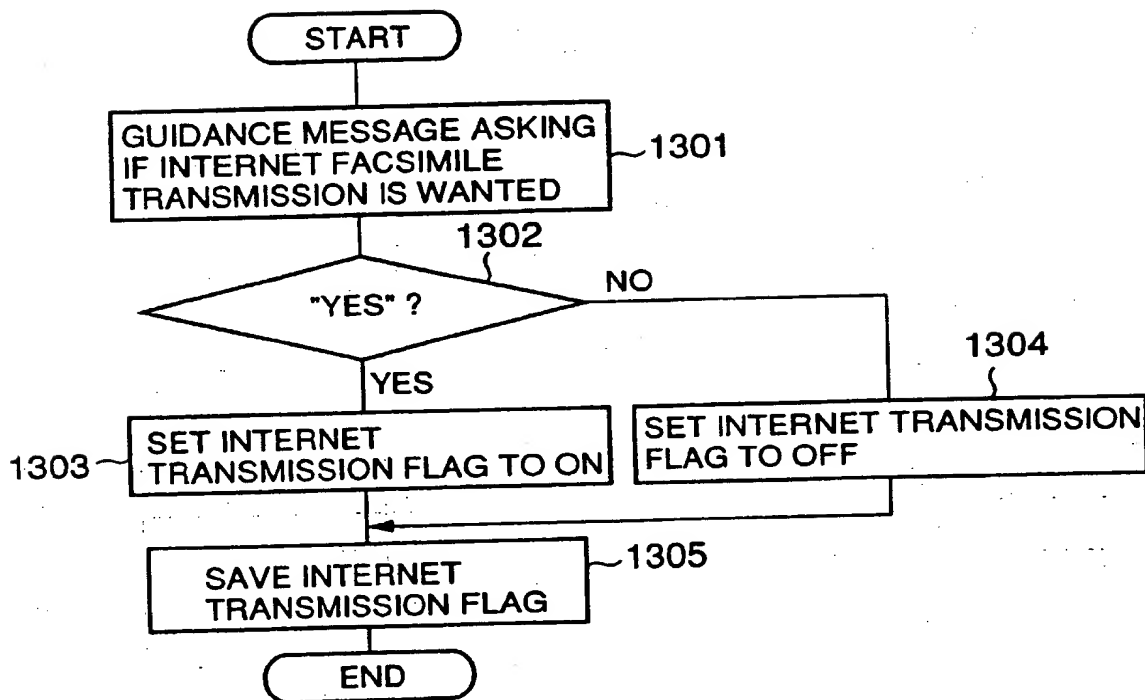 START
GUIDANCE MESSAGE ASKING
IF INTERNET FACSIMILE
TRANSMISSION IS WANTED
1301
1302
"YES" ?
NO
YES
1304
1303
SET INTERNET
TRANSMISSION FLAG TO ON
SET INTERNET TRANSMISSION
FLAG TO OFF
SAVE INTERNET
TRANSMISSION FLAG
1305
END